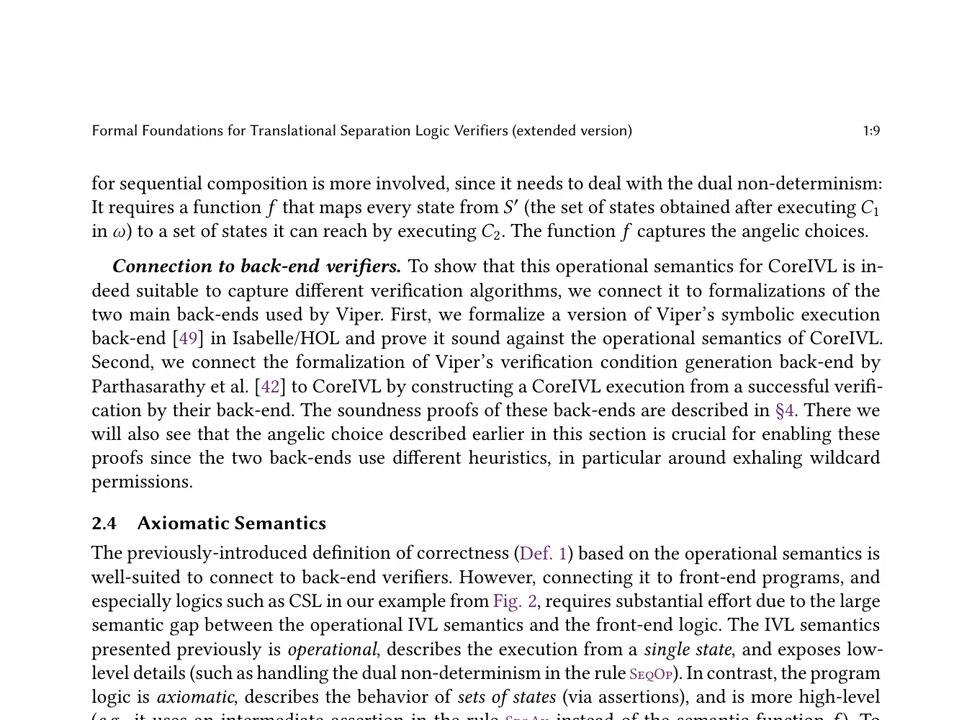 Formal Foundations for Translational Separation Logic Verifiers (extended version) 1:9
for sequential composition is more involved, since it needs to deal with the dual non-determinism:
It requires a function f that maps every state from S′ (the set of states obtained after executing C₁
in ω) to a set of states it can reach by executing C₂. The function f captures the angelic choices.
Connection to back-end verifiers. To show that this operational semantics for CoreIVL is in-
deed suitable to capture different verification algorithms, we connect it to formalizations of the
two main back-ends used by Viper. First, we formalize a version of Viper's symbolic execution
back-end [49] in Isabelle/HOL and prove it sound against the operational semantics of CoreIVL.
Second, we connect the formalization of Viper's verification condition generation back-end by
Parthasarathy et al. [42] to CoreIVL by constructing a CoreIVL execution from a successful verifi-
cation by their back-end. The soundness proofs of these back-ends are described in §4. There we
will also see that the angelic choice described earlier in this section is crucial for enabling these
proofs since the two back-ends use different heuristics, in particular around exhaling wildcard
permissions.
2.4 Axiomatic Semantics
The previously-introduced definition of correctness (Def. 1) based on the operational semantics is
well-suited to connect to back-end verifiers. However, connecting it to front-end programs, and
especially logics such as CSL in our example from Fig. 2, requires substantial effort due to the large
semantic gap between the operational IVL semantics and the front-end logic. The IVL semantics
presented previously is operational, describes the execution from a single state, and exposes low-
level details (such as handling the dual non-determinism in the rule SeqOp). In contrast, the program
logic is axiomatic, describes the behavior of sets of states (via assertions), and is more high-level